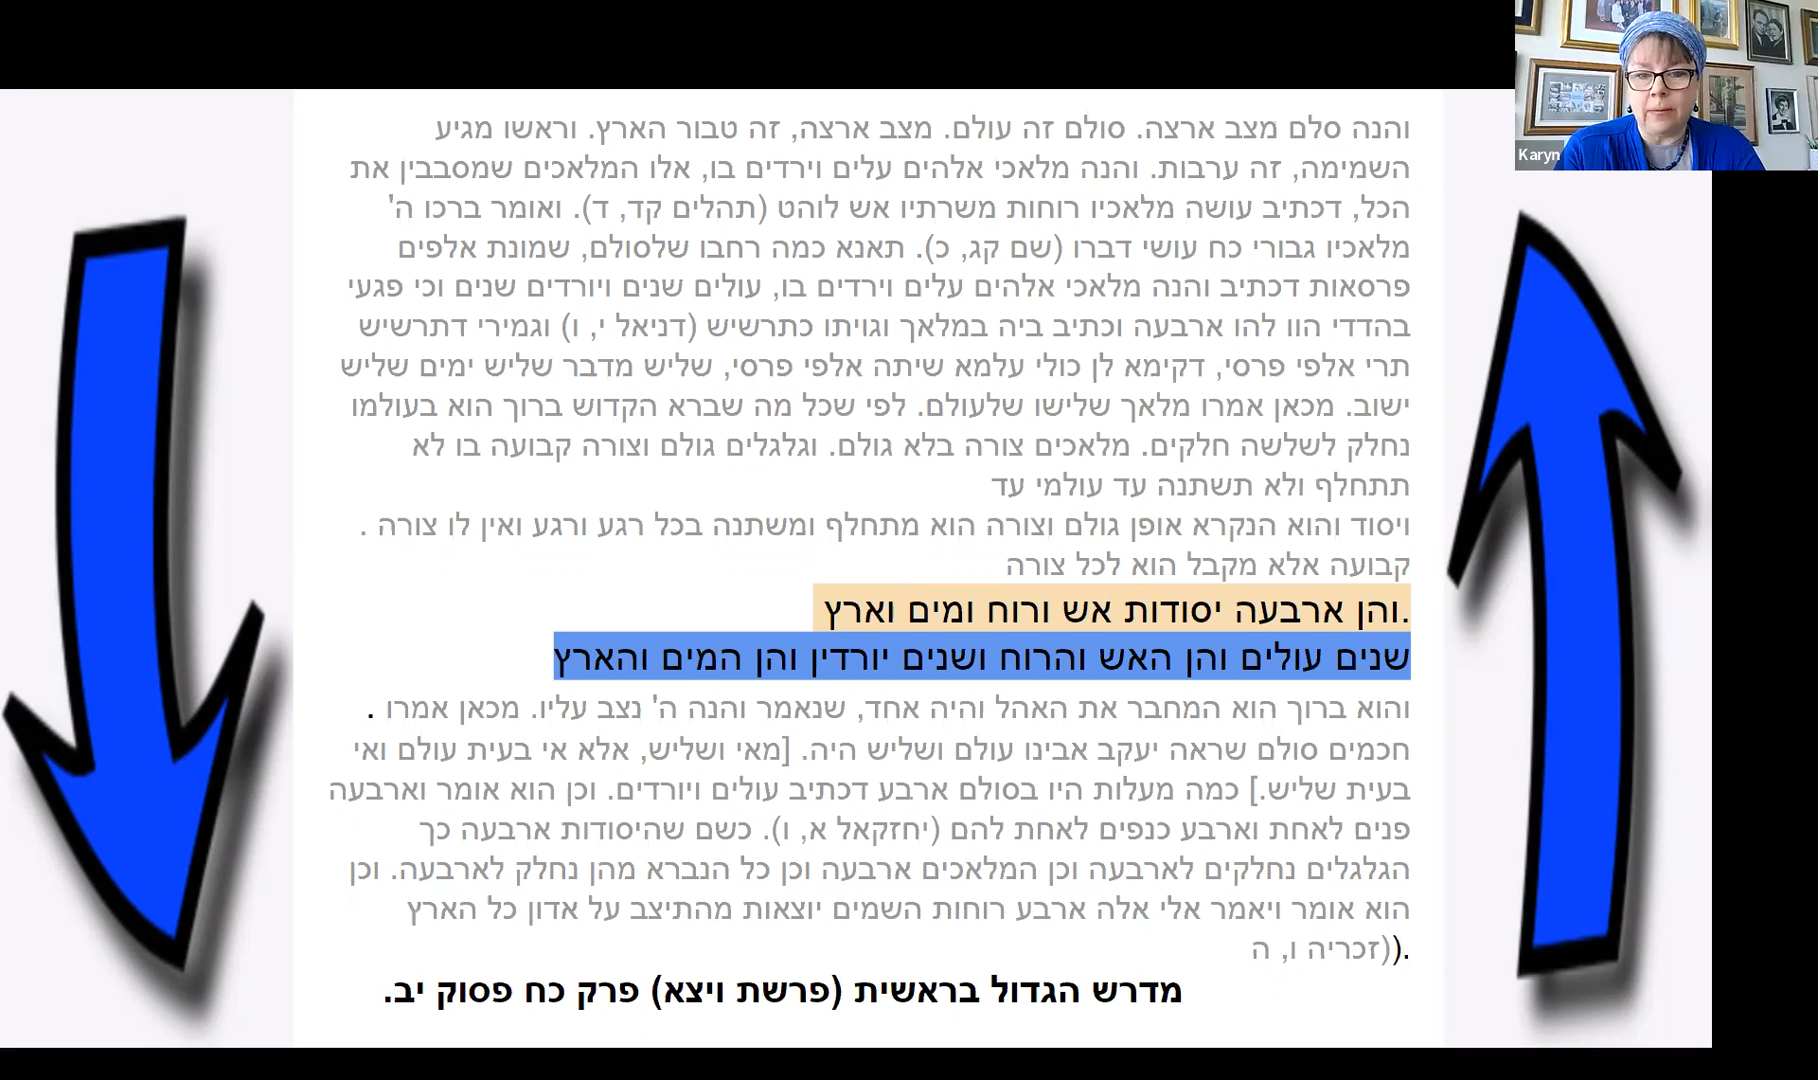 Karyn
והנה סלם מצב ארצה. סולם זה עולם. מצב ארצה, זה טבור הארץ. וראשו מגיע
השמימה, זה ערבות. והנה מלאכי אלהים עלים וירדים בו, אלו המלאכים שמסבבין את
הכל, דכתיב עושה מלאכיו רוחות משרתיו אש לוהט (תהלים קד, ד). ואומר ברכו ה'
מלאכיו גבורי כח עושי דברו (שם קג, כ). תאנא כמה רחבו שלסולם, שמונת אלפים
פרסאות דכתיב והנה מלאכי אלהים עלים וירדים בו, עולים שנים ויורדים שנים וכי פגעי
בהדדי הוו להו ארבעה וכתיב ביה במלאך וגויתו כתרשיש (דניאל י, ו) וגמירי דתרשיש
תרי אלפי פרסי, דקימא לן כולי עלמא שיתה אלפי פרסי, שליש מדבר שליש ימים שליש
ישוב. מכאן אמרו מלאך שלישו שלעולם. לפי שכל מה שברא הקדוש ברוך הוא בעולמו
נחלק לשלשה חלקים. מלאכים צורה בלא גולם. וגלגלים גולם וצורה קבועה בו לא
תתחלף ולא תשתנה עד עולמי עד
ויסוד והוא הנקרא אופן גולם וצורה הוא מתחלף ומשתנה בכל רגע ורגע ואין לו צורה .
קבועה אלא מקבל הוא לכל צורה
.והן ארבעה יסודות אש ורוח ומים וארץ
שנים עולים והן האש והרוח ושנים יורדין והן המים והארץ
והוא ברוך הוא המחבר את האהל והיה אחד, שנאמר והנה ה' נצב עליו. מכאן אמרו .
חכמים סולם שראה יעקב אבינו עולם ושליש היה. [מאי ושליש, אלא אי בעית עולם ואי
בעית שליש.] כמה מעלות היו בסולם ארבע דכתיב עולים ויורדים. וכן הוא אומר וארבעה
פנים לאחת וארבע כנפים לאחת להם (יחזקאל א, ו). כשם שהיסודות ארבעה כך
הגלגלים נחלקים לארבעה וכן המלאכים ארבעה וכן כל הנברא מהן נחלק לארבעה. וכן
הוא אומר ויאמר אלי אלה ארבע רוחות השמים יוצאות מהתיצב על אדון כל הארץ
.((זכריה ו, ה
מדרש הגדול בראשית (פרשת ויצא) פרק כח פסוק יב.